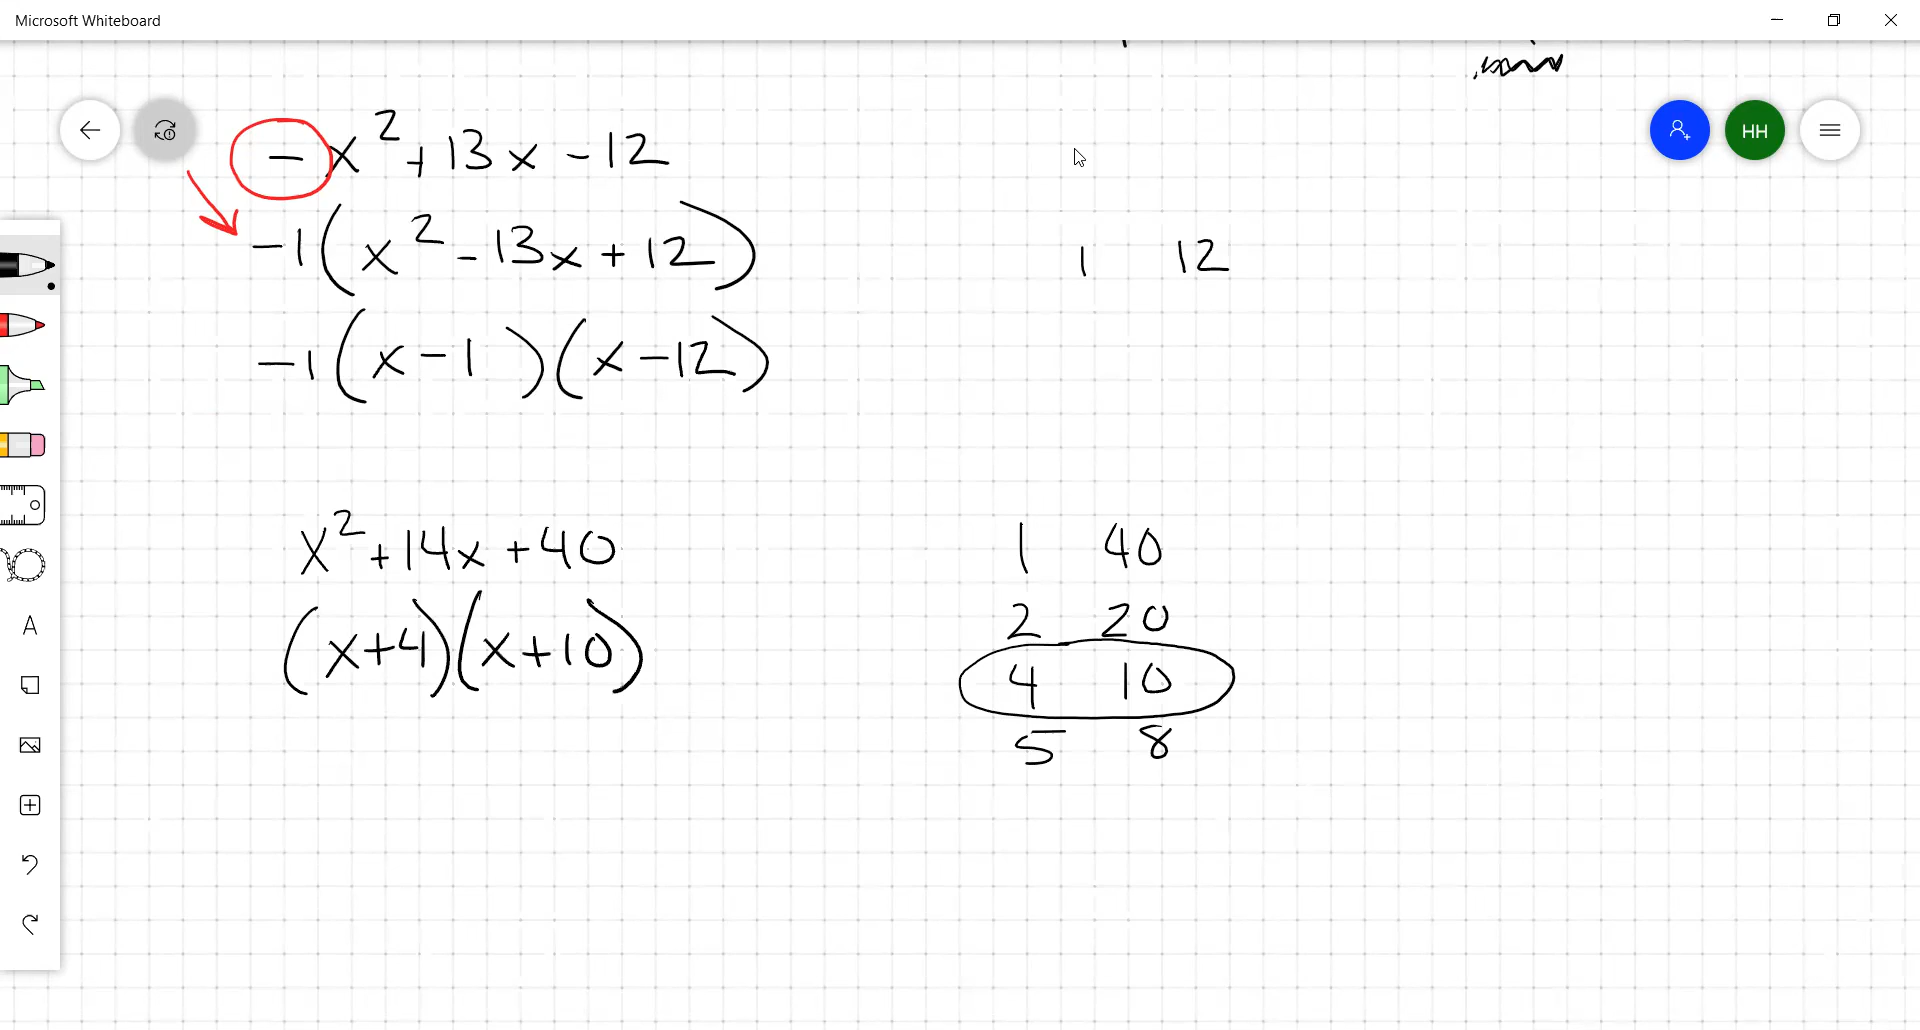 Microsoft Whiteboard
HH
-x² + 13x - 12
-1(x² - 13x + 12)
1 12
-1(x - 1)(x - 12)
x² + 14x + 40
(x+4)(x+10)
1 40
2 20
4 10
5 8
A